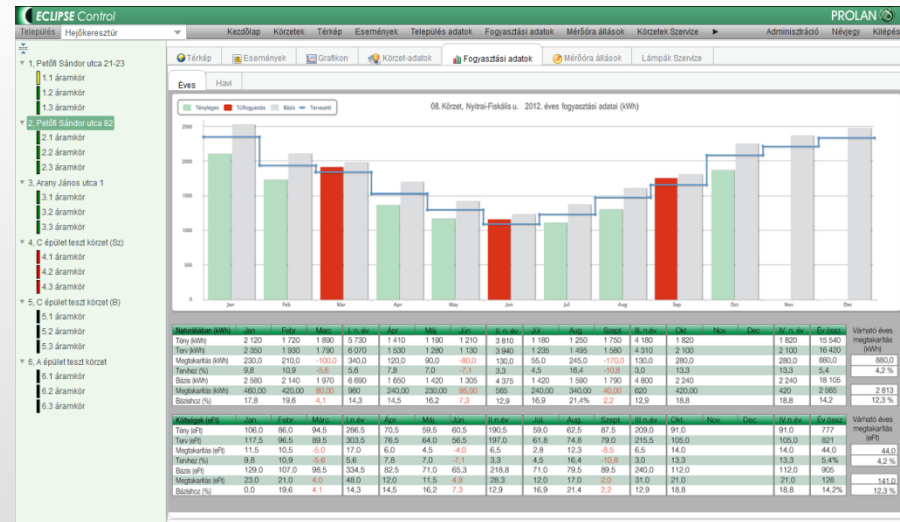 ECLIPSE Control
PROLAN
Település Hejőkeresztúr Kezdőlap Körzetek Térkép Események Település adatok Fogyasztási adatok Mérőóra állások Körzetek Szervize Adminisztráció Névjegy Kilépés
1, Petőfi Sándor utca 21-23
1.1 áramkör
1.2 áramkör
1.3 áramkör
2, Petőfi Sándor utca 62
2.1 áramkör
2.2 áramkör
2.3 áramkör
3, Arany János utca 1
3.1 áramkör
3.2 áramkör
3.3 áramkör
4, C épület teszt körzet (Sz)
4.1 áramkör
4.2 áramkör
4.3 áramkör
5, C épület teszt körzet (B)
5.1 áramkör
5.2 áramkör
5.3 áramkör
6, A épület teszt körzet
6.1 áramkör
6.2 áramkör
6.3 áramkör
Térkép Események Grafikon Körzet-adatok Fogyasztási adatok Mérőóra állások Lámpák Szervize
Éves Havi
Tényleges Túlfogyasztás Bázis Tervezett
08. Körzet, Nyitrai-Fiskális u. 2012. éves fogyasztási adatai (kWh)
2500
2000
1500
1000
500
0
Jan Feb Mar Apr May Jun Jul Aug Sep Oct Nov Dec
Naturáliában (kWh) Jan Febr Marc I. n. év Ápr Máj Jún II. n. év Júl Aug Szept III. n. év Okt Nov Dec IV. n. év Év össz
Tény (kWh) 2 120 1 720 1 890 5 730 1 410 1 190 1 210 3 810 1 180 1 250 1 750 4 180 1 820 1 820 15 540
Terv (kWh) 2 350 1 930 1 790 6 070 1 530 1 280 1 130 3 940 1 235 1 495 1 580 4 310 2 100 2 100 16 420
Megtakarítás (kWh) 230,0 210,0 -100,0 340,0 120,0 90,0 -80,0 130,0 55,0 245,0 -170,0 130,0 280,0 280,0 880,0
Tervhez (%) 9,8 10,9 -5,6 5,6 7,8 7,0 -7,1 3,3 4,5 16,4 -10,8 3,0 13,3 13,3 5,4
Bázis (kWh) 2 580 2 140 1 970 6 690 1 650 1 420 1 305 4 375 1 420 1 590 1 790 4 800 2 240 2 240 18 105
Megtakarítás (kWh) 460,00 420,00 80,00 960 240,00 230,00 95,00 565 240,00 340,00 40,00 620 420,00 420 2 565
Bázishoz (%) 17,8 19,6 4,1 14,3 14,5 16,2 7,3 12,9 16,9 21,4% 2,2 12,9 18,8 18,8 14,2
Várható éves
megtakarítás
(kWh)
880,0
4,2 %
2 813
12,3 %
Költségek (eFt) Jan Febr Márc I.n.év Ápr Máj Jún II.n.év Júl Aug Szept III.n.év Okt Nov Dec IV.n.év Év össz
Tény (eFt) 106,0 86,0 94,5 286,5 70,5 59,5 60,5 190,5 59,0 62,5 87,5 209,0 91,0 91,0 777
Terv (eFt) 117,5 96,5 89,5 303,5 76,5 64,0 56,5 197,0 61,8 74,8 79,0 215,5 105,0 105,0 821
Megtakarítás (eFt) 11,5 10,5 -5,0 17,0 6,0 4,5 -4,0 6,5 2,8 12,3 -8,5 6,5 14,0 14,0 44,0
Tervhez (%) 9,8 10,9 -5,6 5,6 7,8 7,0 -7,1 3,3 4,5 16,4 -10,8 3,0 13,3 13,3 5,4%
Bázis (eFt) 129,0 107,0 98,5 334,5 82,5 71,0 65,3 218,8 71,0 79,5 89,5 240,0 112,0 112,0 905
Megtakarítás (eFt) 23,0 21,0 4,0 48,0 12,0 11,5 4,8 28,3 12,0 17,0 2,0 31,0 21,0 21,0 128
Bázishoz (%) 0,0 19,6 4,1 14,3 14,5 16,2 7,3 12,9 16,9 21,4 2,2 12,9 18,8 18,8 14,2%
Várható éves
megtakarítás
(eFt)
44,0
4,2 %
141,0
12,3 %